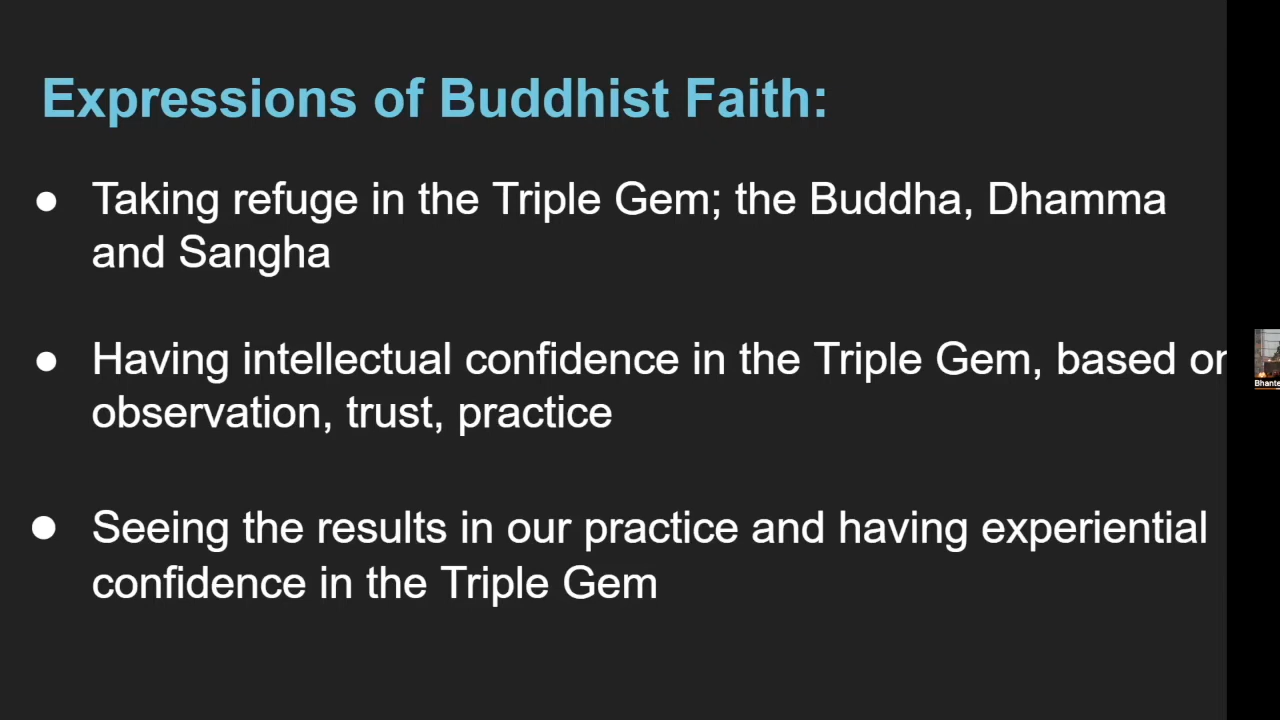 Expressions of Buddhist Faith:
● Taking refuge in the Triple Gem; the Buddha, Dhamma
and Sangha
● Having intellectual confidence in the Triple Gem, based on
observation, trust, practice
● Seeing the results in our practice and having experiential
confidence in the Triple Gem
Bhante